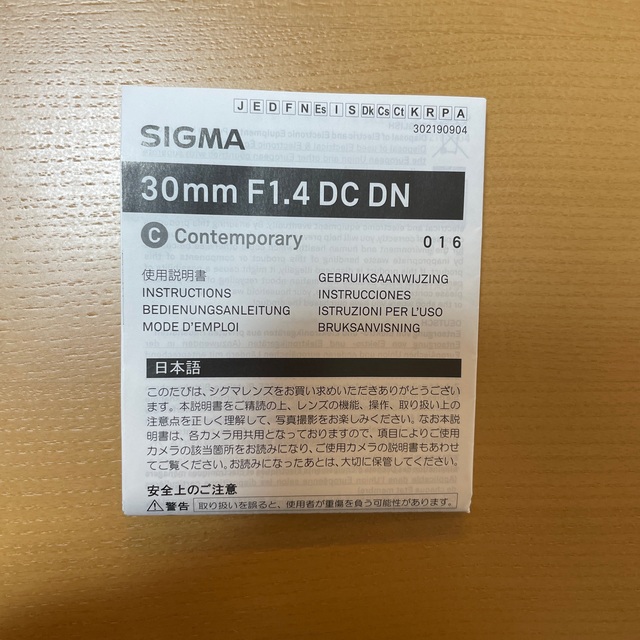 J E D F N Es I S Dk Cs Ct K R P A
302190904
SIGMA
30mm F1.4 DC DN
C Contemporary 016
使用説明書
INSTRUCTIONS
BEDIENUNGSANLEITUNG
MODE D'EMPLOI
GEBRUIKSAANWIJZING
INSTRUCCIONES
ISTRUZIONI PER L'USO
BRUKSANVISNING
日本語
このたびは、シグマレンズをお買い求めいただきありがとうござい
ます。本説明書をご精読の上、レンズの機能、操作、取り扱い上の
注意点を正しく理解して、写真撮影をお楽しみください。なお本説
明書は、各カメラ用共用となっておりますので、項目によりご使用
カメラの該当箇所をお読みになり、ご使用カメラの説明書もあわせ
てご覧ください。お読みになったあとは、大切に保管してください。
安全上のご注意
警告 取り扱いを誤ると、使用者が重傷を負う可能性があります。